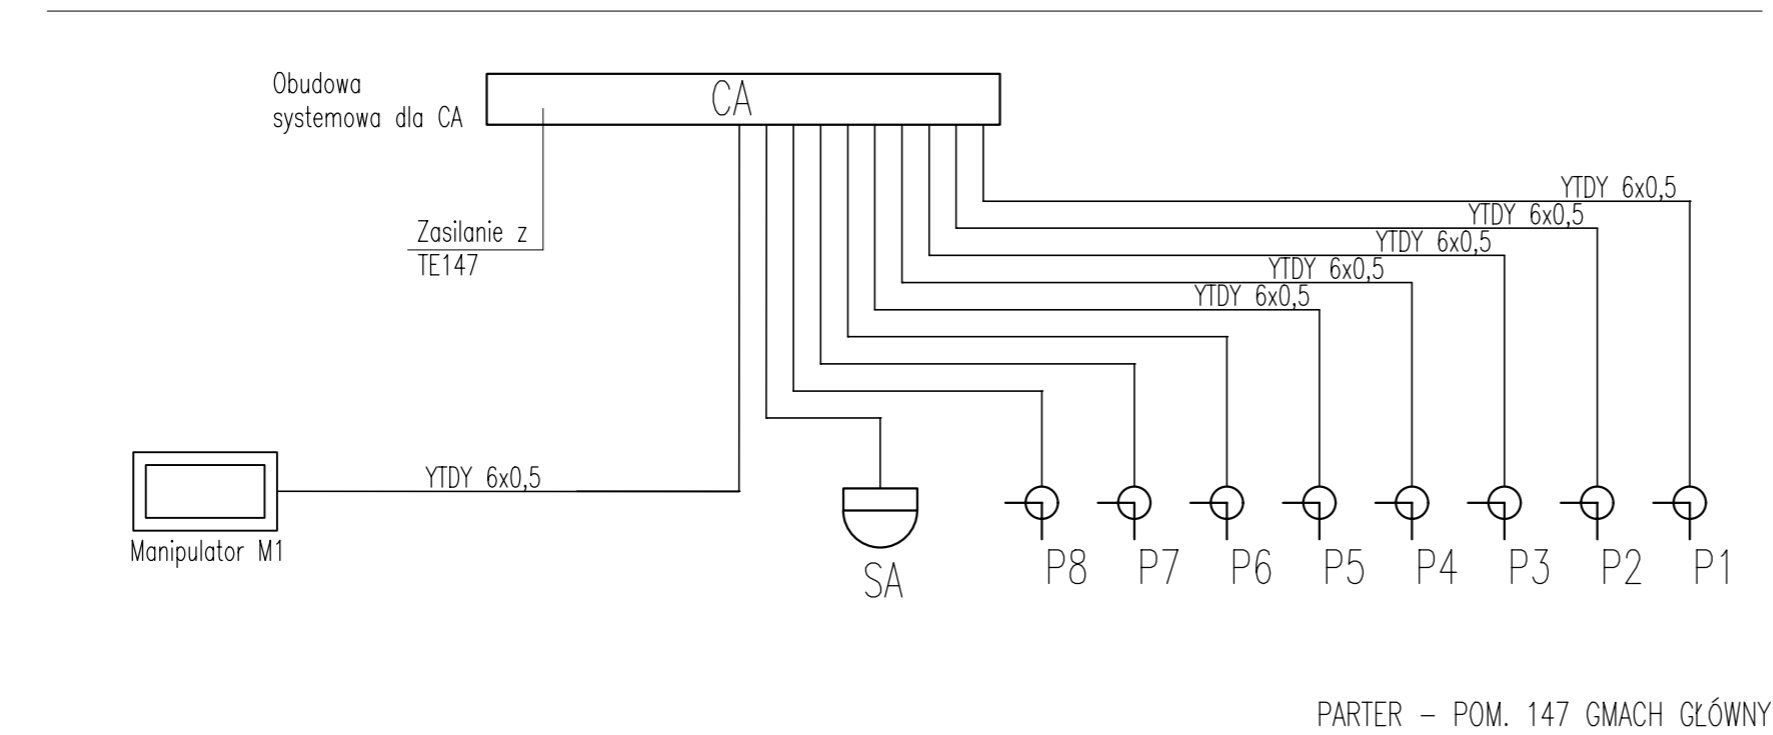 Obudowa
systemowa dla CA
CA
Zasilanie z
TE147
YTDY 6x0,5
YTDY 6x0,5
YTDY 6x0,5
YTDY 6x0,5
YTDY 6x0,5
YTDY 6x0,5
Manipulator M1
SA
P8
P7
P6
P5
P4
P3
P2
P1
PARTER – POM. 147 GMACH GŁÓWNY